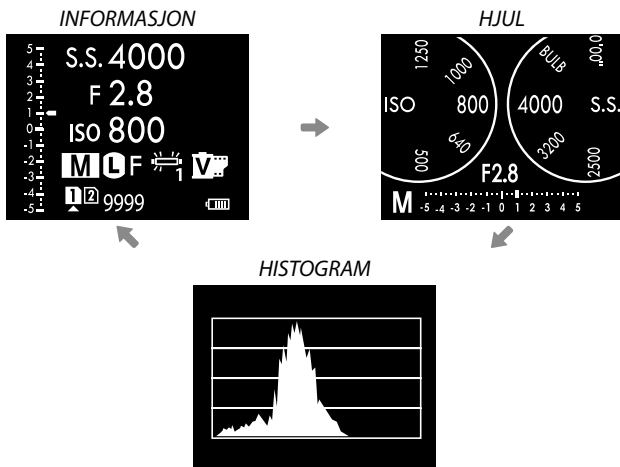 INFORMASJON
5
4
3
2
1
0
-1
-2
-3
-4
-5
S.S. 4000
F 2.8
ISO 800
M L F 1 V
1 2 9999
HJUL
1250 1000 BULB
ISO 800 4000 S.S.
500 640 3200 2500
F2.8
M -5 -4 -3 -2 -1 0 1 2 3 4 5
HISTOGRAM